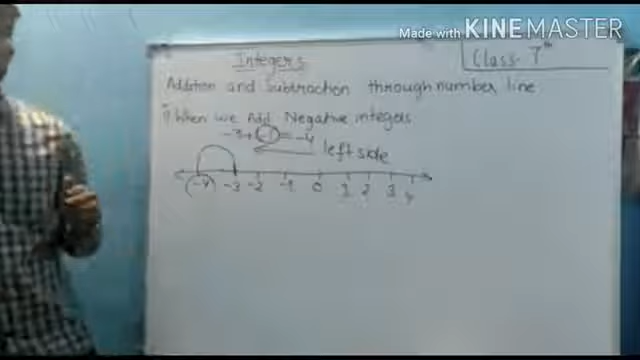 Made with KINEMASTER
Integers
Class- 7th
Addition and Subtraction through number line
When we Add Negative integers
-3+(-1)=-4
left side
(-4) -3 -2 -1 0 1 2 3 4